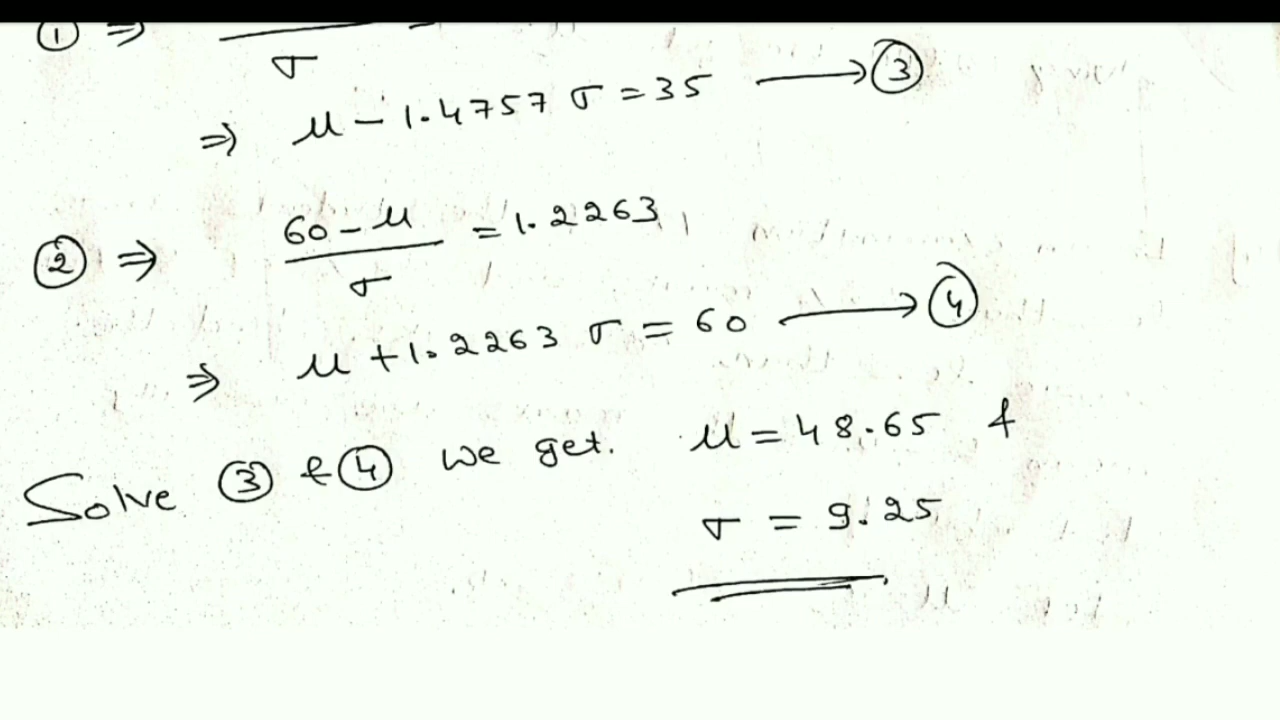 ① ⇒ ―― =
σ
⇒ μ - 1.4757 σ = 35 ⟶ ③
② ⇒ 60 - μ / σ = 1.2263
⇒ μ + 1.2263 σ = 60 ⟶ ④
Solve ③ & ④ we get. μ = 48.65 &
σ = 9.25